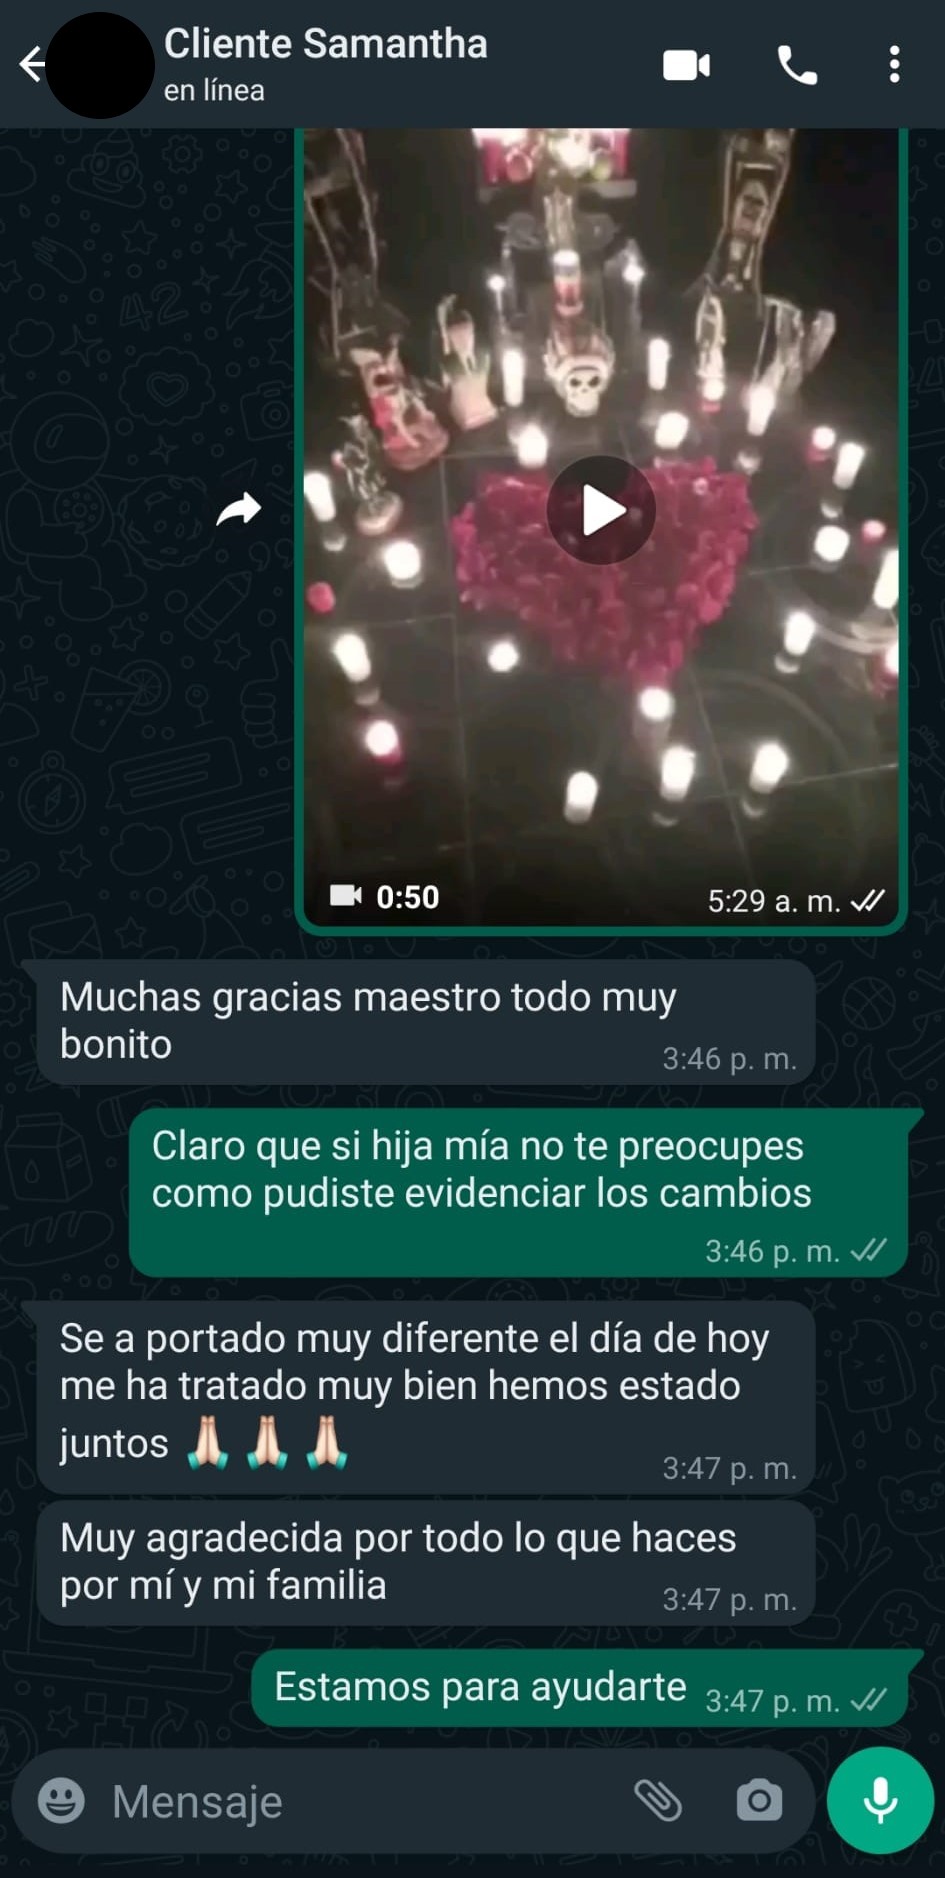 Cliente Samantha
en línea
0:50
5:29 a. m.
Muchas gracias maestro todo muy
bonito
3:46 p. m.
Claro que si hija mía no te preocupes
como pudiste evidenciar los cambios
3:46 p. m.
Se a portado muy diferente el día de hoy
me ha tratado muy bien hemos estado
juntos 🙏🏻 🙏🏻 🙏🏻
3:47 p. m.
Muy agradecida por todo lo que haces
por mí y mi familia
3:47 p. m.
Estamos para ayudarte
3:47 p. m.
Mensaje